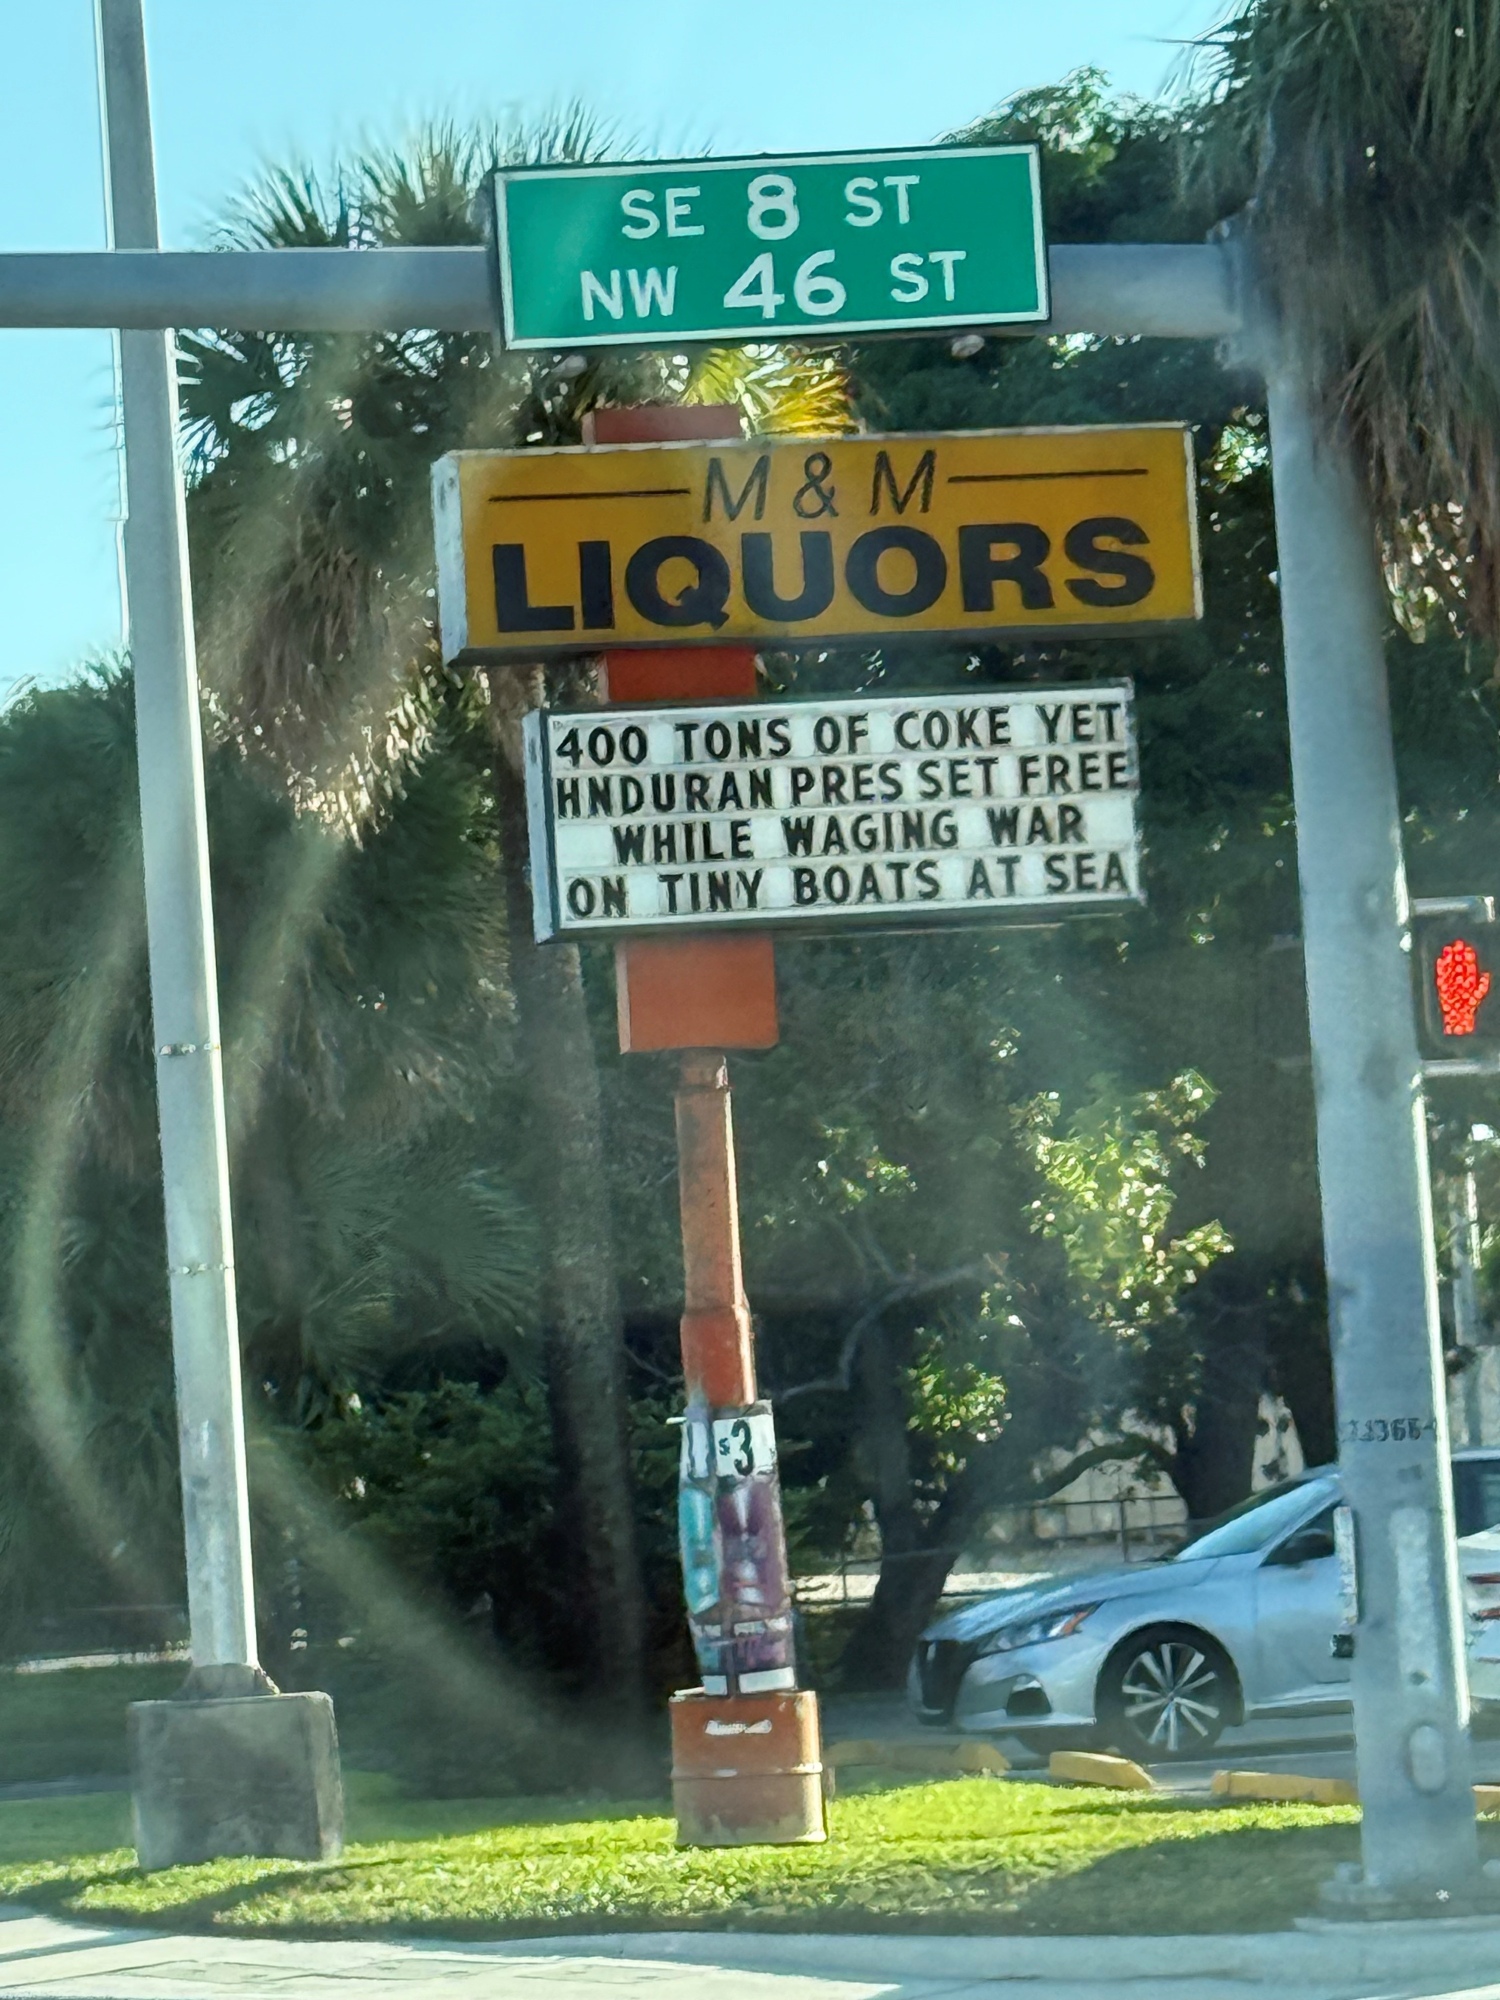 SE 8 ST
NW 46 ST
M & M
LIQUORS
400 TONS OF COKE YET
HNDURAN PRES SET FREE
WHILE WAGING WAR
ON TINY BOATS AT SEA
$3